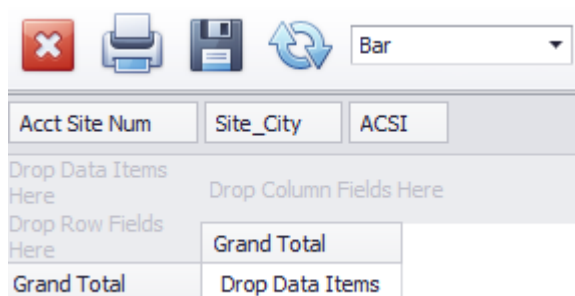 Bar
Acct Site Num
Site_City
ACSI
Drop Data Items
Here
Drop Column Fields Here
Drop Row Fields
Here
Grand Total
Grand Total
Drop Data Items